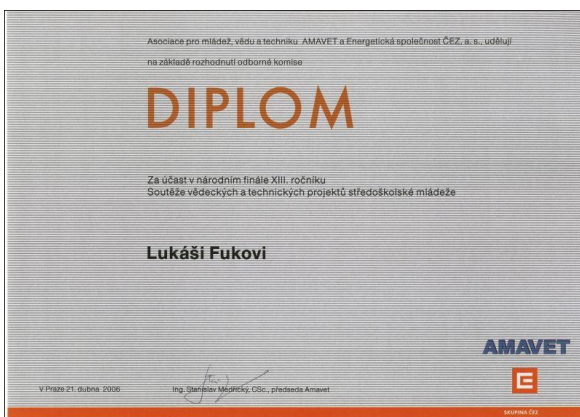 Asociace pro mládež, vědu a techniku AMAVET a Energetická společnost ČEZ, a. s., udělují
na základě rozhodnutí odborné komise
DIPLOM
Za účast v národním finále XIII. ročníku
Soutěže vědeckých a technických projektů středoškolské mládeže
Lukáši Fukovi
AMAVET
V Praze 21. dubna 2006
Ing. Stanislav Medřický, CSc., předseda Amavet
SKUPINA ČEZ